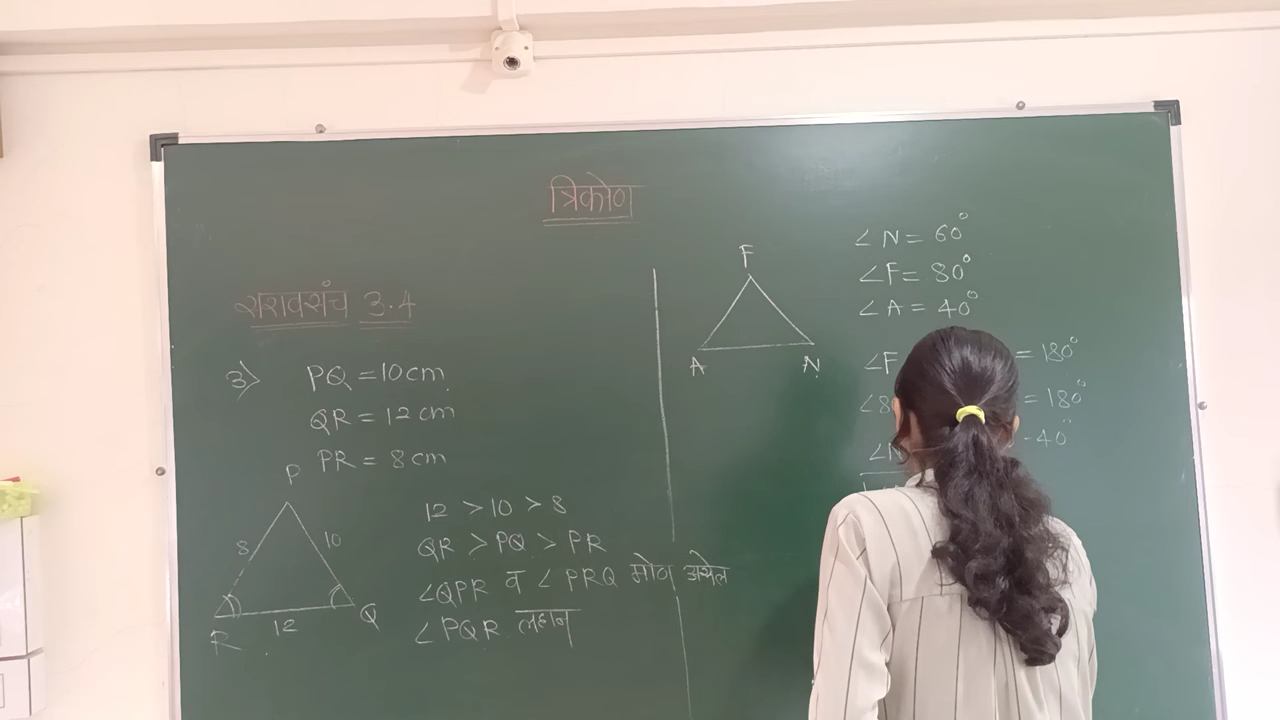 त्रिकोण
सरावसंच 3.4
3) PQ = 10 cm.
QR = 12 cm
PR = 8 cm
P
8
10
R
12
Q
12 > 10 > 8
QR > PQ > PR
∠QPR व ∠PRQ
∠PQR. लहान
F
A
N
∠N = 60°
∠F = 80°
∠A = 40°
∠F = 180°
∠8 = 180°
∠N - 40°